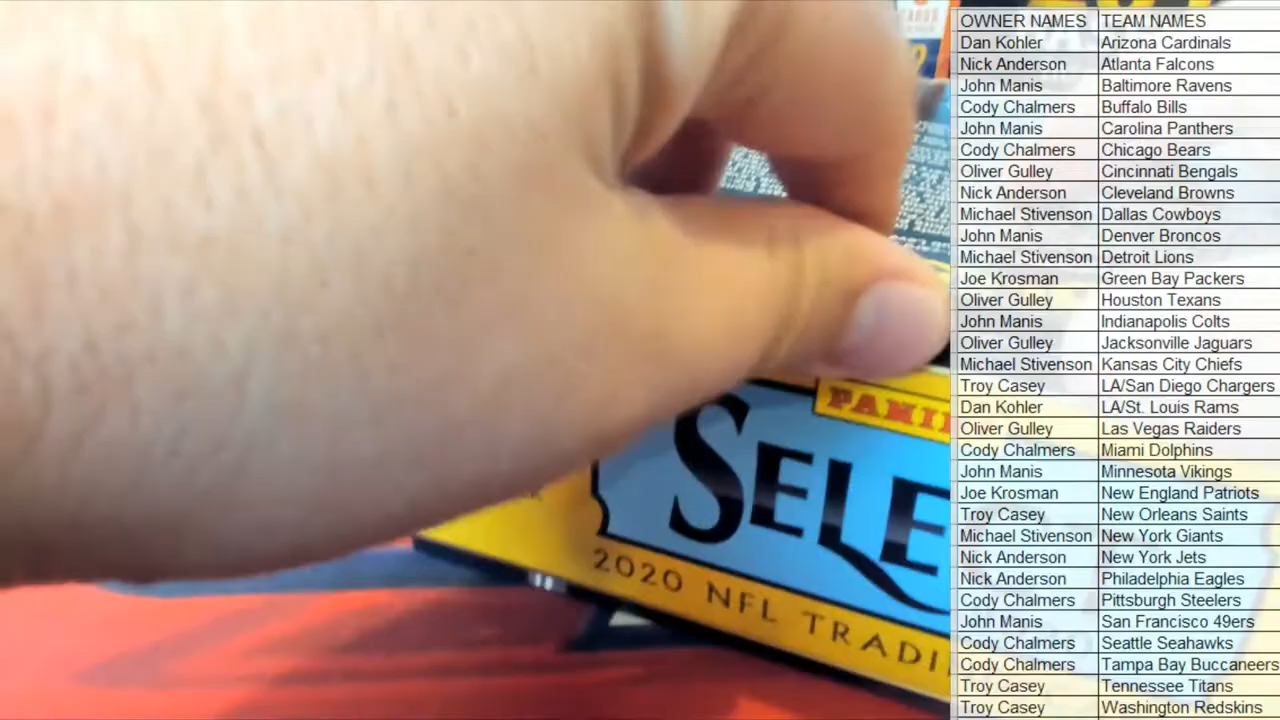 OWNER NAMES TEAM NAMES
Dan Kohler Arizona Cardinals
Nick Anderson Atlanta Falcons
John Manis Baltimore Ravens
Cody Chalmers Buffalo Bills
John Manis Carolina Panthers
Cody Chalmers Chicago Bears
Oliver Gulley Cincinnati Bengals
Nick Anderson Cleveland Browns
Michael Stivenson Dallas Cowboys
John Manis Denver Broncos
Michael Stivenson Detroit Lions
Joe Krosman Green Bay Packers
Oliver Gulley Houston Texans
John Manis Indianapolis Colts
Oliver Gulley Jacksonville Jaguars
Michael Stivenson Kansas City Chiefs
Troy Casey LA/San Diego Chargers
Dan Kohler LA/St. Louis Rams
Oliver Gulley Las Vegas Raiders
Cody Chalmers Miami Dolphins
John Manis Minnesota Vikings
Joe Krosman New England Patriots
Troy Casey New Orleans Saints
Michael Stivenson New York Giants
Nick Anderson New York Jets
Nick Anderson Philadelphia Eagles
Cody Chalmers Pittsburgh Steelers
John Manis San Francisco 49ers
Cody Chalmers Seattle Seahawks
Cody Chalmers Tampa Bay Buccaneers
Troy Casey Tennessee Titans
Troy Casey Washington Redskins
PANI
SELE
2020 NFL TRADI